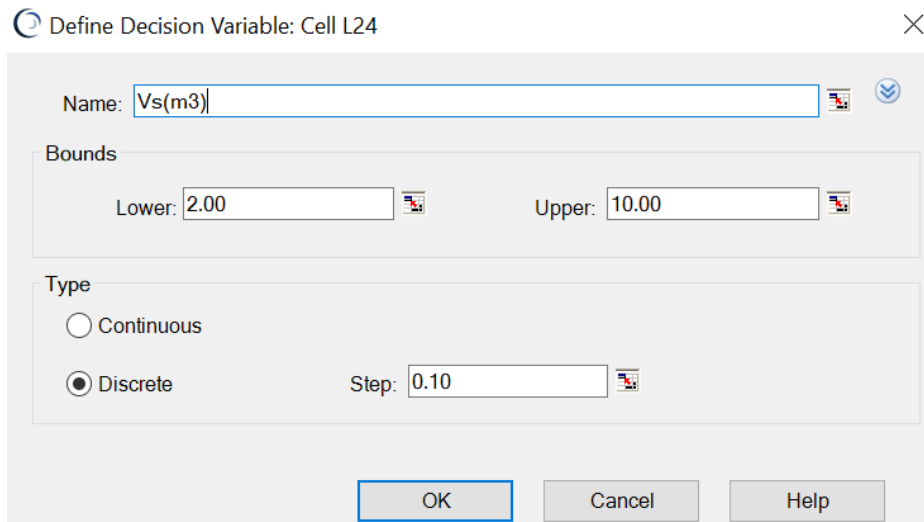 Define Decision Variable: Cell L24
Name: Vs(m3)
Bounds
Lower: 2.00 Upper: 10.00
Type
Continuous
Discrete Step: 0.10
OK Cancel Help